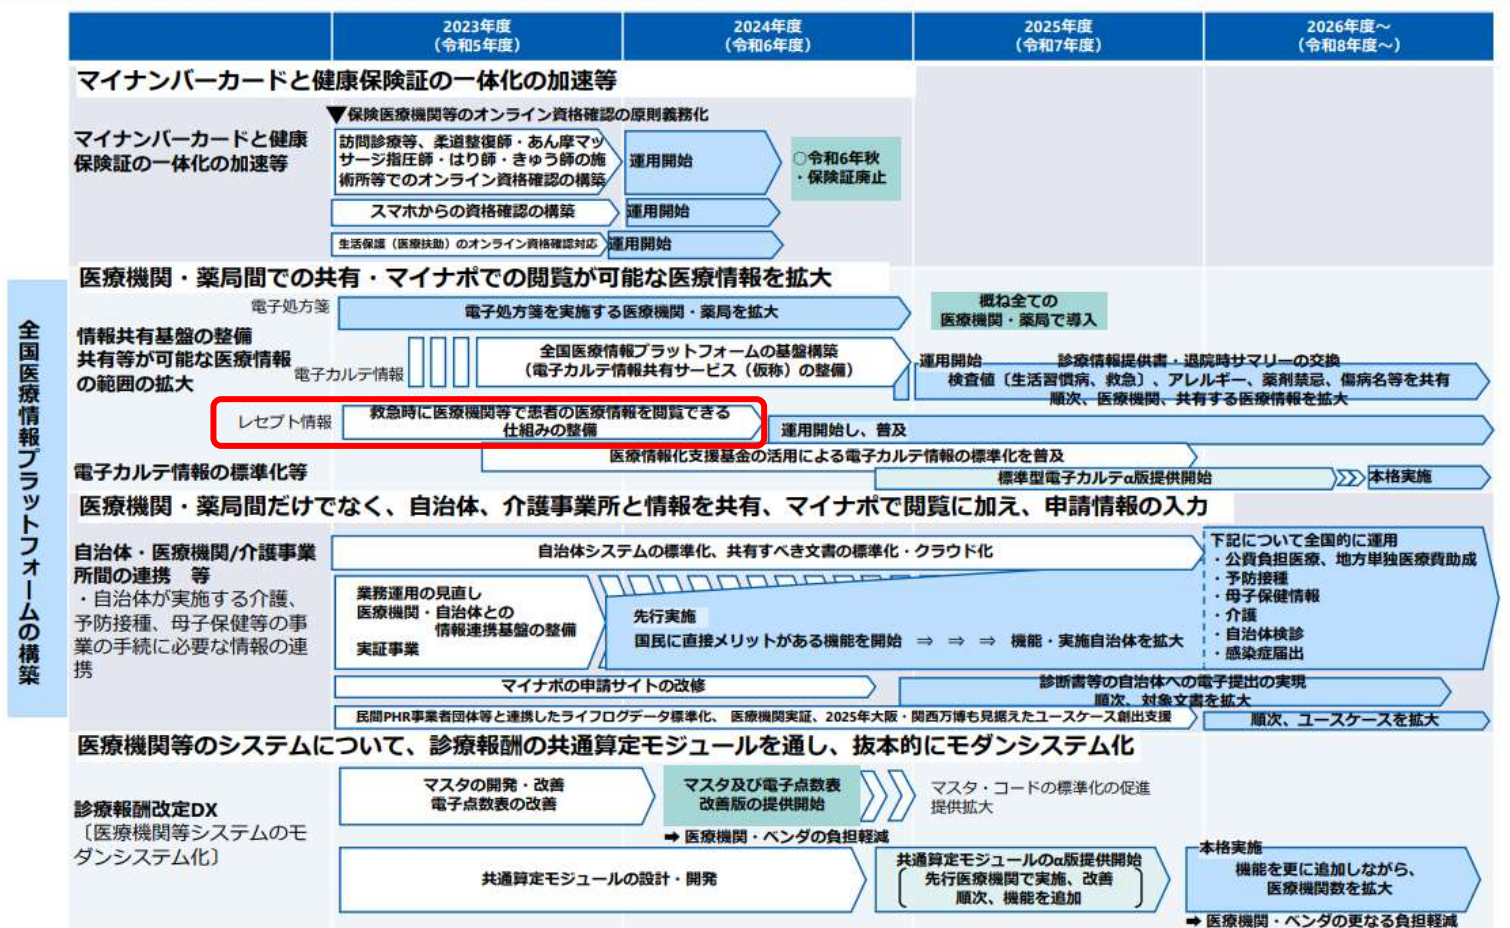 2023年度
（令和5年度）
2024年度
（令和6年度）
2025年度
（令和7年度）
2026年度～
（令和8年度～）
全国医療情報プラットフォームの構築
マイナンバーカードと健康保険証の一体化の加速等
マイナンバーカードと健康
保険証の一体化の加速等
▼保険医療機関等のオンライン資格確認の原則義務化
訪問診療等、柔道整復師・あん摩マッ
サージ指圧師・はり師・きゅう師の施
術所等でのオンライン資格確認の構築
運用開始
○令和6年秋
・保険証廃止
スマホからの資格確認の構築
運用開始
生活保護（医療扶助）のオンライン資格確認対応
運用開始
医療機関・薬局間での共有・マイナポでの閲覧が可能な医療情報を拡大
情報共有基盤の整備
共有等が可能な医療情報
の範囲の拡大
電子処方箋
電子処方箋を実施する医療機関・薬局を拡大
概ね全ての
医療機関・薬局で導入
電子カルテ情報
全国医療情報プラットフォームの基盤構築
（電子カルテ情報共有サービス（仮称）の整備）
運用開始
診療情報提供書・退院時サマリーの交換
検査値〔生活習慣病、救急〕、アレルギー、薬剤禁忌、傷病名等を共有
順次、医療機関、共有する医療情報を拡大
レセプト情報
救急時に医療機関等で患者の医療情報を閲覧できる
仕組みの整備
運用開始し、普及
電子カルテ情報の標準化等
医療情報化支援基金の活用による電子カルテ情報の標準化を普及
標準型電子カルテα版提供開始
本格実施
医療機関・薬局間だけでなく、自治体、介護事業所と情報を共有、マイナポで閲覧に加え、申請情報の入力
自治体・医療機関/介護事業
所間の連携　等
・自治体が実施する介護、
予防接種、母子保健等の事
業の手続に必要な情報の連
携
自治体システムの標準化、共有すべき文書の標準化・クラウド化
業務運用の見直し
医療機関・自治体との
情報連携基盤の整備
実証事業
先行実施
国民に直接メリットがある機能を開始　⇒　⇒　⇒　機能・実施自治体を拡大
下記について全国的に運用
・公費負担医療、地方単独医療費助成
・予防接種
・母子保健情報
・介護
・自治体検診
・感染症届出
マイナポの申請サイトの改修
診断書等の自治体への電子提出の実現
順次、対象文書を拡大
民間PHR事業者団体等と連携したライフログデータ標準化、医療機関実証、2025年大阪・関西万博も見据えたユースケース創出支援
順次、ユースケースを拡大
医療機関等のシステムについて、診療報酬の共通算定モジュールを通し、抜本的にモダンシステム化
診療報酬改定DX
〔医療機関等システムのモ
ダンシステム化〕
マスタの開発・改善
電子点数表の改善
マスタ及び電子点数表
改善版の提供開始
マスタ・コードの標準化の促進
提供拡大
➡ 医療機関・ベンダの負担軽減
共通算定モジュールの設計・開発
共通算定モジュールのα版提供開始
先行医療機関で実施、改善
順次、機能を追加
本格実施
機能を更に追加しながら、
医療機関数を拡大
➡ 医療機関・ベンダの更なる負担軽減